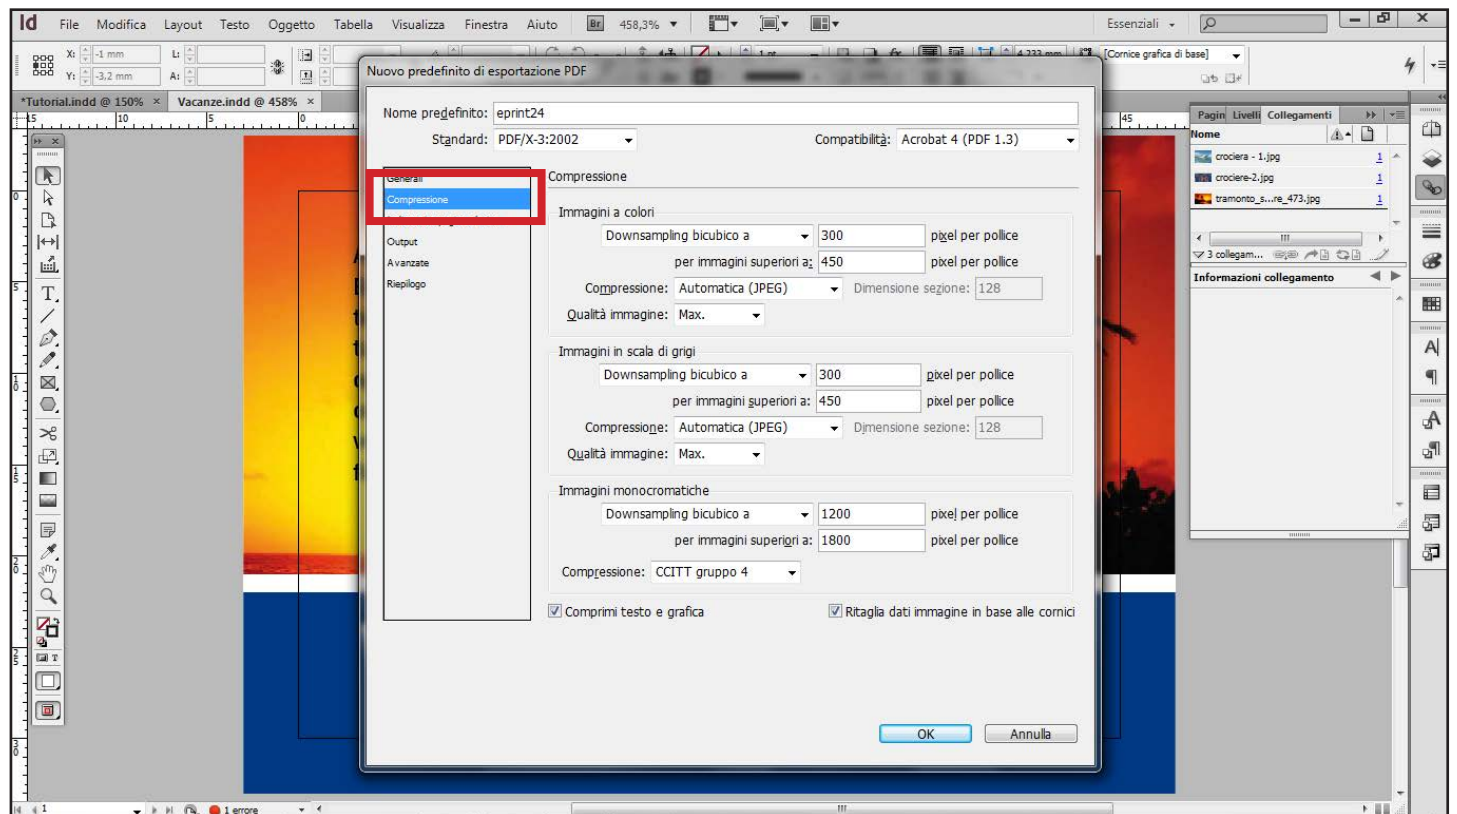 Id File Modifica Layout Testo Oggetto Tabella Visualizza Finestra Aiuto Br 458,3% Essenziali
X: -1 mm L: 4,233 mm [Cornice grafica di base]
Y: -3,2 mm A:
*Tutorial.indd @ 150% × Vacanze.indd @ 458% ×
Nuovo predefinito di esportazione PDF
Nome predefinito: eprint24
Standard: PDF/X-3:2002 Compatibilità: Acrobat 4 (PDF 1.3)
Generali
Compressione
Output
Avanzate
Riepilogo
Compressione
Immagini a colori
Downsampling bicubico a 300 pixel per pollice
per immagini superiori a: 450 pixel per pollice
Compressione: Automatica (JPEG) Dimensione sezione: 128
Qualità immagine: Max.
Immagini in scala di grigi
Downsampling bicubico a 300 pixel per pollice
per immagini superiori a: 450 pixel per pollice
Compressione: Automatica (JPEG) Dimensione sezione: 128
Qualità immagine: Max.
Immagini monocromatiche
Downsampling bicubico a 1200 pixel per pollice
per immagini superiori a: 1800 pixel per pollice
Compressione: CCITT gruppo 4
Comprimi testo e grafica Ritaglia dati immagine in base alle cornici
OK Annulla
Pagin Livelli Collegamenti
Nome
crociera - 1.jpg 1
crociere-2.jpg 1
tramonto_s...re_473.jpg 1
3 collegam...
Informazioni collegamento
1 1 errore